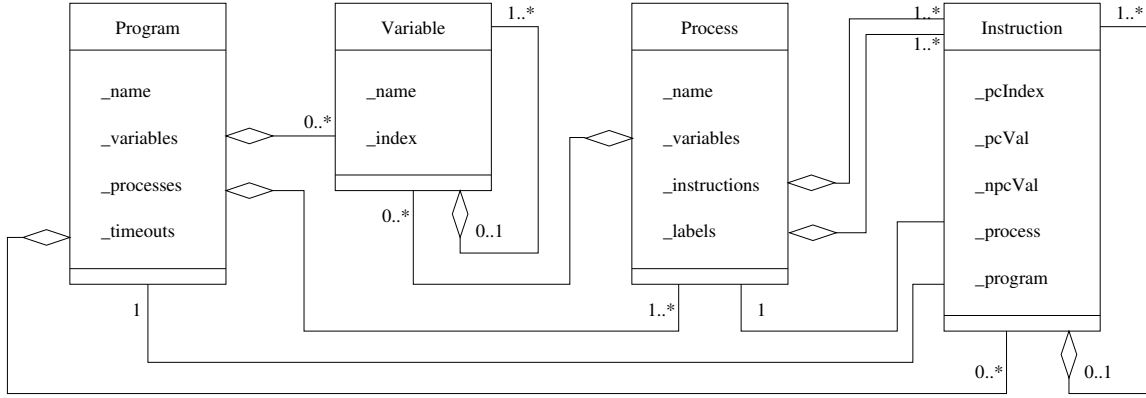 Program
_name
_variables
_processes
_timeouts
1
0..*
Variable
_name
_index
1..*
0..*
0..1
Process
_name
_variables
_instructions
_labels
1..*
1
1..*
1..*
Instruction
_pcIndex
_pcVal
_npcVal
_process
_program
1..*
0..*
0..1